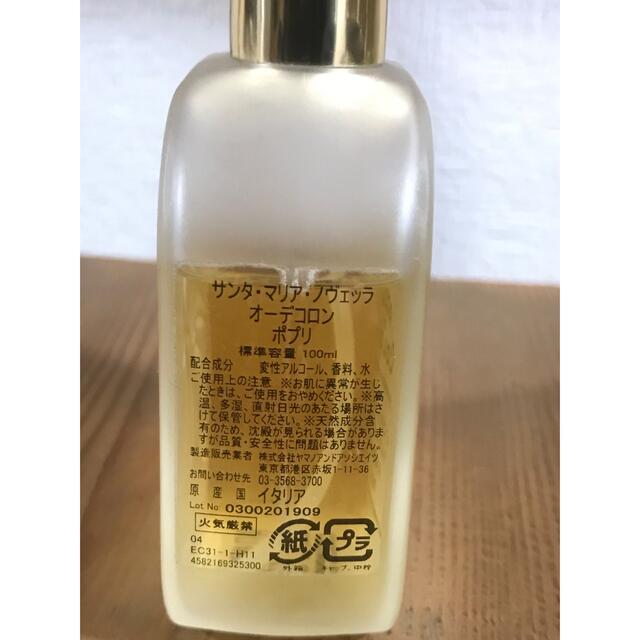 サンタ・マリア・ノヴェッラ
オーデコロン
ポプリ
標準容量 100ml
配合成分 変性アルコール、香料、水
ご使用上の注意 ※お肌に異常が生じ
たときは、ご使用をおやめください。※高
温、多湿、直射日光のあたる場所はさ
けて保管してください。※天然成分含
有のため、沈殿が見られる場合がありま
すが品質・安全性に問題はありません。
製造販売業者 株式会社ヤマノアンドアソシエイツ
東京都港区赤坂1-11-36
お問い合わせ先 03-3568-3700
原産国 イタリア
Lot No: 0300201909
火気厳禁
04
EC31-1-H11
4582169325300
紙
外箱
プラ
キャップ、中栓